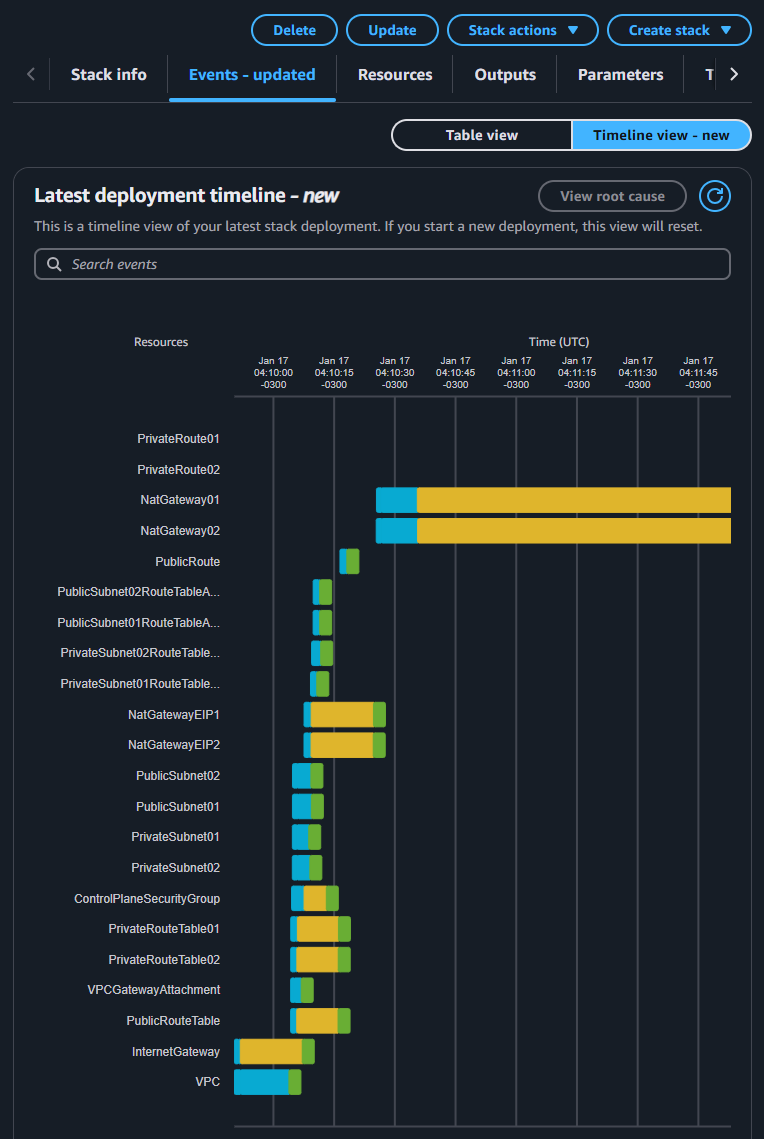 Delete Update Stack actions Create stack
Stack info Events - updated Resources Outputs Parameters T
Table view Timeline view - new
Latest deployment timeline - new View root cause
This is a timeline view of your latest stack deployment. If you start a new deployment, this view will reset.
Search events
Resources Time (UTC)
Jan 17 Jan 17 Jan 17 Jan 17 Jan 17 Jan 17 Jan 17 Jan 17
04:10:00 04:10:15 04:10:30 04:10:45 04:11:00 04:11:15 04:11:30 04:11:45
-0300 -0300 -0300 -0300 -0300 -0300 -0300 -0300
PrivateRoute01
PrivateRoute02
NatGateway01
NatGateway02
PublicRoute
PublicSubnet02RouteTableA...
PublicSubnet01RouteTableA...
PrivateSubnet02RouteTable...
PrivateSubnet01RouteTable...
NatGatewayEIP1
NatGatewayEIP2
PublicSubnet02
PublicSubnet01
PrivateSubnet01
PrivateSubnet02
ControlPlaneSecurityGroup
PrivateRouteTable01
PrivateRouteTable02
VPCGatewayAttachment
PublicRouteTable
InternetGateway
VPC